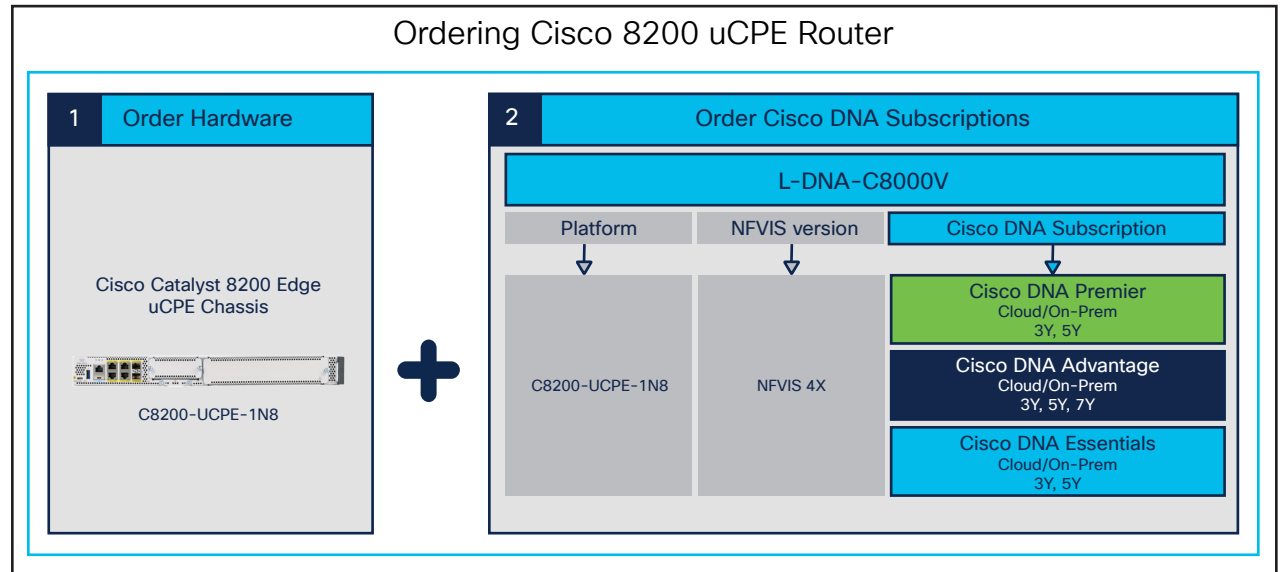 Ordering Cisco 8200 uCPE Router
1 Order Hardware
Cisco Catalyst 8200 Edge
uCPE Chassis
C8200-UCPE-1N8
2 Order Cisco DNA Subscriptions
L-DNA-C8000V
Platform NFVIS version Cisco DNA Subscription
C8200-UCPE-1N8
NFVIS 4X
Cisco DNA Premier
Cloud/On-Prem
3Y, 5Y
Cisco DNA Advantage
Cloud/On-Prem
3Y, 5Y, 7Y
Cisco DNA Essentials
Cloud/On-Prem
3Y, 5Y